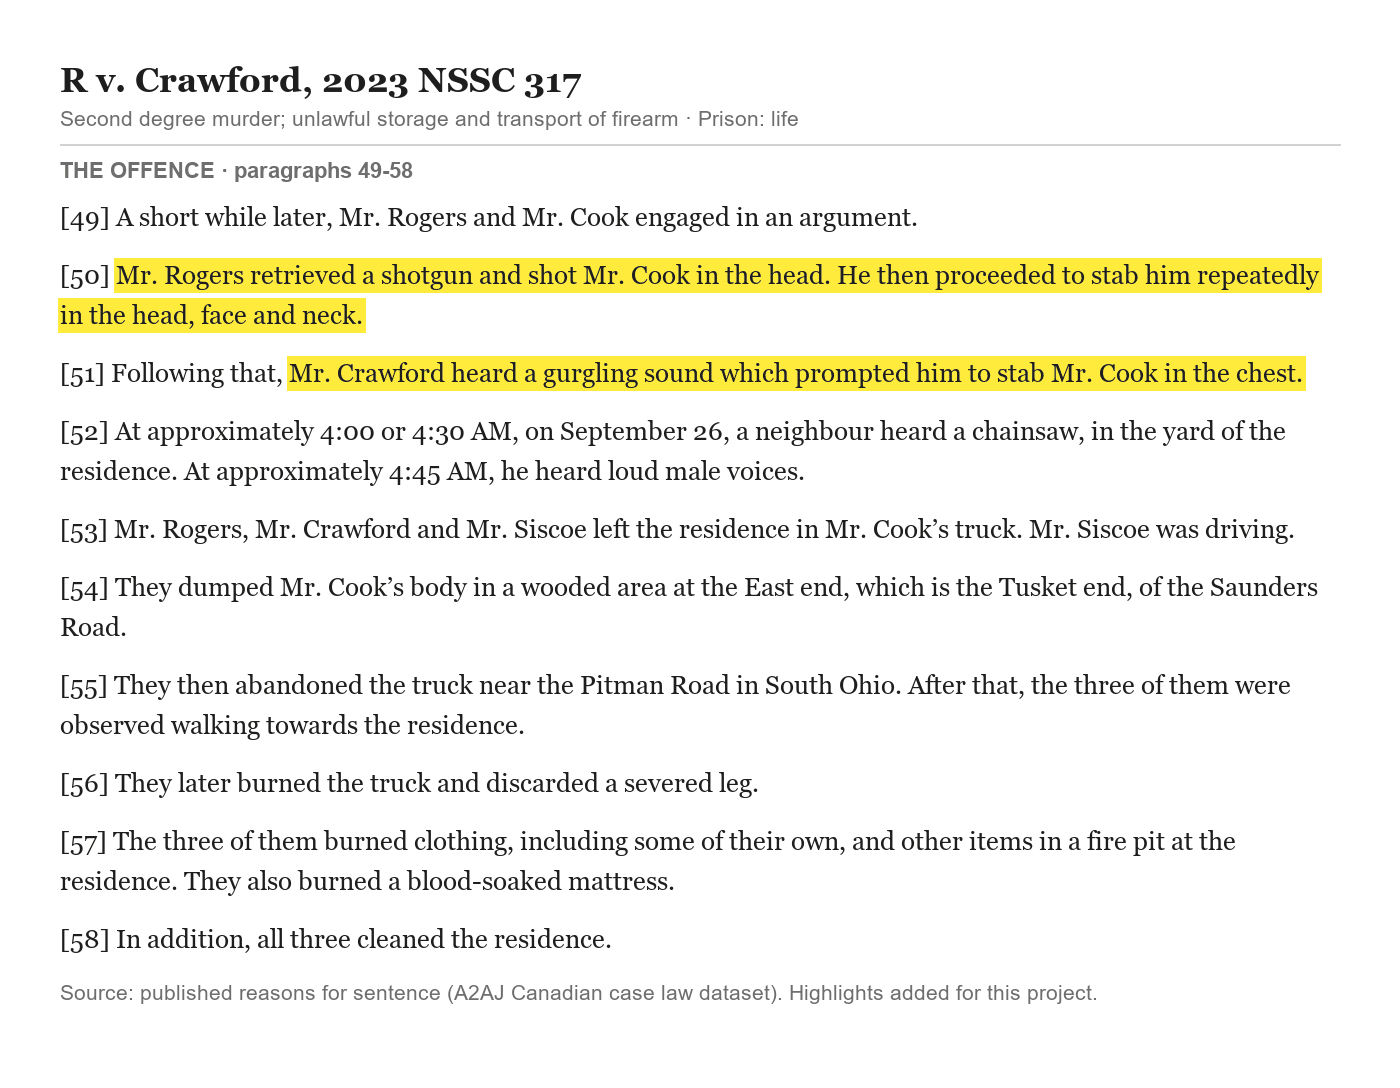 R v. Crawford, 2023 NSSC 317
Second degree murder; unlawful storage and transport of firearm · Prison: life
THE OFFENCE · paragraphs 49-58
[49] A short while later, Mr. Rogers and Mr. Cook engaged in an argument.
[50] Mr. Rogers retrieved a shotgun and shot Mr. Cook in the head. He then proceeded to stab him repeatedly
in the head, face and neck.
[51] Following that, Mr. Crawford heard a gurgling sound which prompted him to stab Mr. Cook in the chest.
[52] At approximately 4:00 or 4:30 AM, on September 26, a neighbour heard a chainsaw, in the yard of the
residence. At approximately 4:45 AM, he heard loud male voices.
[53] Mr. Rogers, Mr. Crawford and Mr. Siscoe left the residence in Mr. Cook’s truck. Mr. Siscoe was driving.
[54] They dumped Mr. Cook’s body in a wooded area at the East end, which is the Tusket end, of the Saunders
Road.
[55] They then abandoned the truck near the Pitman Road in South Ohio. After that, the three of them were
observed walking towards the residence.
[56] They later burned the truck and discarded a severed leg.
[57] The three of them burned clothing, including some of their own, and other items in a fire pit at the
residence. They also burned a blood-soaked mattress.
[58] In addition, all three cleaned the residence.
Source: published reasons for sentence (A2AJ Canadian case law dataset). Highlights added for this project.